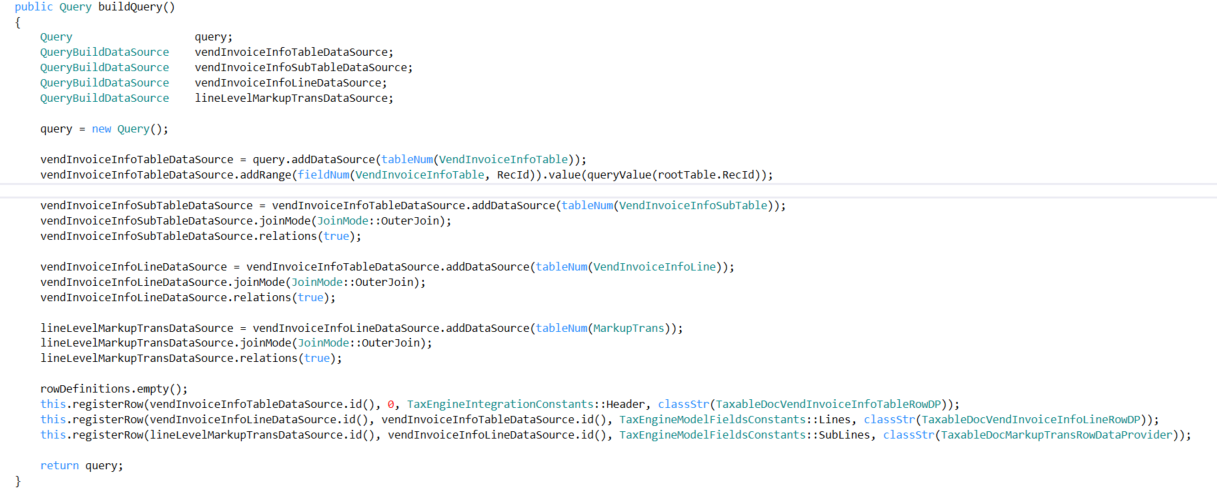 public Query buildQuery()
{
    Query                   query;
    QueryBuildDataSource    vendInvoiceInfoTableDataSource;
    QueryBuildDataSource    vendInvoiceInfoSubTableDataSource;
    QueryBuildDataSource    vendInvoiceInfoLineDataSource;
    QueryBuildDataSource    lineLevelMarkupTransDataSource;

    query = new Query();

    vendInvoiceInfoTableDataSource = query.addDataSource(tableNum(VendInvoiceInfoTable));
    vendInvoiceInfoTableDataSource.addRange(fieldNum(VendInvoiceInfoTable, RecId)).value(queryValue(rootTable.RecId));

    vendInvoiceInfoSubTableDataSource = vendInvoiceInfoTableDataSource.addDataSource(tableNum(VendInvoiceInfoSubTable));
    vendInvoiceInfoSubTableDataSource.joinMode(JoinMode::OuterJoin);
    vendInvoiceInfoSubTableDataSource.relations(true);

    vendInvoiceInfoLineDataSource = vendInvoiceInfoTableDataSource.addDataSource(tableNum(VendInvoiceInfoLine));
    vendInvoiceInfoLineDataSource.joinMode(JoinMode::OuterJoin);
    vendInvoiceInfoLineDataSource.relations(true);

    lineLevelMarkupTransDataSource = vendInvoiceInfoLineDataSource.addDataSource(tableNum(MarkupTrans));
    lineLevelMarkupTransDataSource.joinMode(JoinMode::OuterJoin);
    lineLevelMarkupTransDataSource.relations(true);

    rowDefinitions.empty();
    this.registerRow(vendInvoiceInfoTableDataSource.id(), 0, TaxEngineIntegrationConstants::Header, classStr(TaxableDocVendInvoiceInfoTableRowDP));
    this.registerRow(vendInvoiceInfoLineDataSource.id(), vendInvoiceInfoTableDataSource.id(), TaxEngineModelFieldsConstants::Lines, classStr(TaxableDocVendInvoiceInfoLineRowDP));
    this.registerRow(lineLevelMarkupTransDataSource.id(), vendInvoiceInfoLineDataSource.id(), TaxEngineModelFieldsConstants::SubLines, classStr(TaxableDocMarkupTransRowDataProvider));

    return query;
}